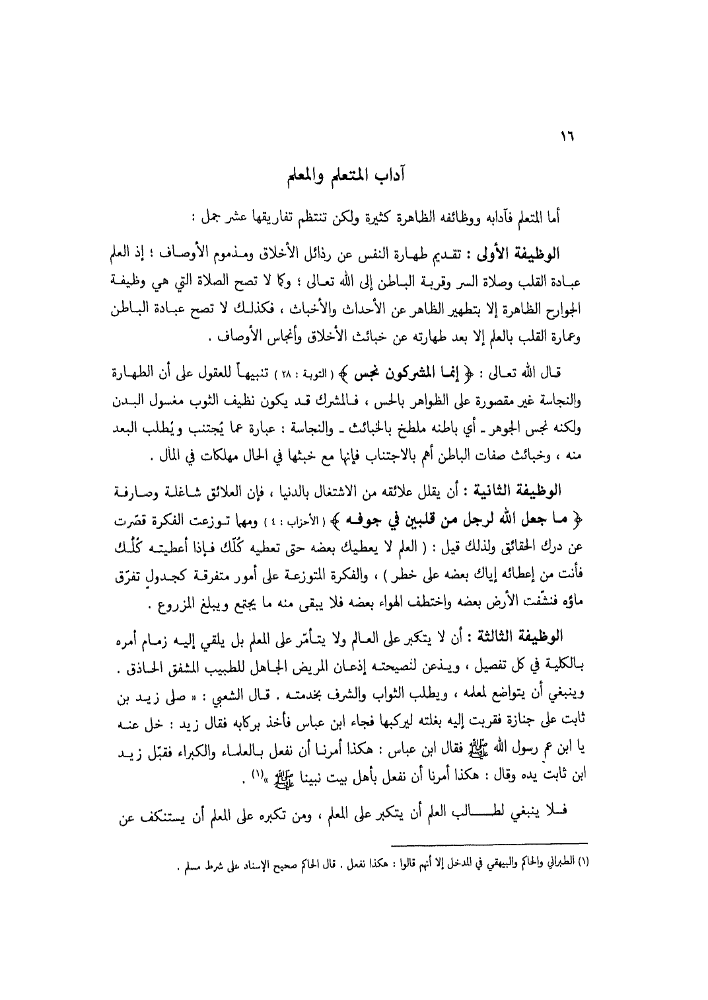 ١٦
آداب المتعلم والمعلم
أما المتعلم فآدابه ووظائفه الظاهرة كثيرة ولكن تنتظم تفاريقها عشر جمل :
الوظيفة الأولى : تقديم طهارة النفس عن رذائل الأخلاق ومذموم الأوصاف ؛ إذ العلم
عبادة القلب وصلاة السر وقربة الباطن إلى الله تعالى ؛ وكما لا تصح الصلاة التي هي وظيفة
الجوارح الظاهرة إلا بتطهير الظاهر عن الأحداث والأخباث ، فكذلك لا تصح عبادة الباطن
وعمارة القلب بالعلم إلا بعد طهارته عن خبائث الأخلاق وأنجاس الأوصاف .
قال الله تعالى : ﴿ إنما المشركون نجس ﴾ ( التوبة : ٢٨ ) تنبيهاً للعقول على أن الطهارة
والنجاسة غير مقصورة على الظواهر بالحس ، فالمشرك قد يكون نظيف الثوب مغسول البدن
ولكنه نجس الجوهر ـ أي باطنه ملطخ بالخبائث ـ والنجاسة : عبارة عما يُجتنب ويُطلب البعد
منه ، وخبائث صفات الباطن أهم بالاجتناب فإنها مع خبثها في الحال مهلكات في المآل .
الوظيفة الثانية : أن يقلل علائقه من الاشتغال بالدنيا ، فإن العلائق شاغلة وصارفة
﴿ ما جعل الله لرجل من قلبين في جوفه ﴾ ( الأحزاب : ٤ ) ومهما توزعت الفكرة قصّرت
عن درك الحقائق ولذلك قيل : ( العلم لا يعطيك بعضه حتى تعطيه كُلّك فإذا أعطيته كُلَّك
فأنت من إعطائه إياك بعضه على خطر ) ، والفكرة المتوزعة على أمور متفرقة كجدولٍ تفرّق
ماؤه فنشّفت الأرض بعضه واختطف الهواء بعضه فلا يبقى منه ما يجتمع ويبلغ المزروع .
الوظيفة الثالثة : أن لا يتكبر على العالم ولا يتأمّر على المعلم بل يلقي إليه زمام أمره
بالكلية في كل تفصيل ، ويذعن لنصيحته إذعان المريض الجاهل للطبيب المشفق الحاذق .
وينبغي أن يتواضع لمعلمه ، ويطلب الثواب والشرف بخدمته . قال الشعبي : « صلى زيد بن
ثابت على جنازة فقربت إليه بغلته ليركبها فجاء ابن عباس فأخذ بركابه فقال زيد : خل عنه
يا ابن عم رسول الله ﷺ فقال ابن عباس : هكذا أمرنا أن نفعل بالعلماء والكبراء فقبّل زيد
ابن ثابت يده وقال : هكذا أمرنا أن نفعل بأهل بيت نبينا ﷺ »(١) .
فلا ينبغي لطالب العلم أن يتكبر على المعلم ، ومن تكبره على المعلم أن يستنكف عن
(١) الطبراني والحاكم والبيهقي في المدخل إلا أنهم قالوا : هكذا نفعل . قال الحاكم صحيح الإسناد على شرط مسلم .